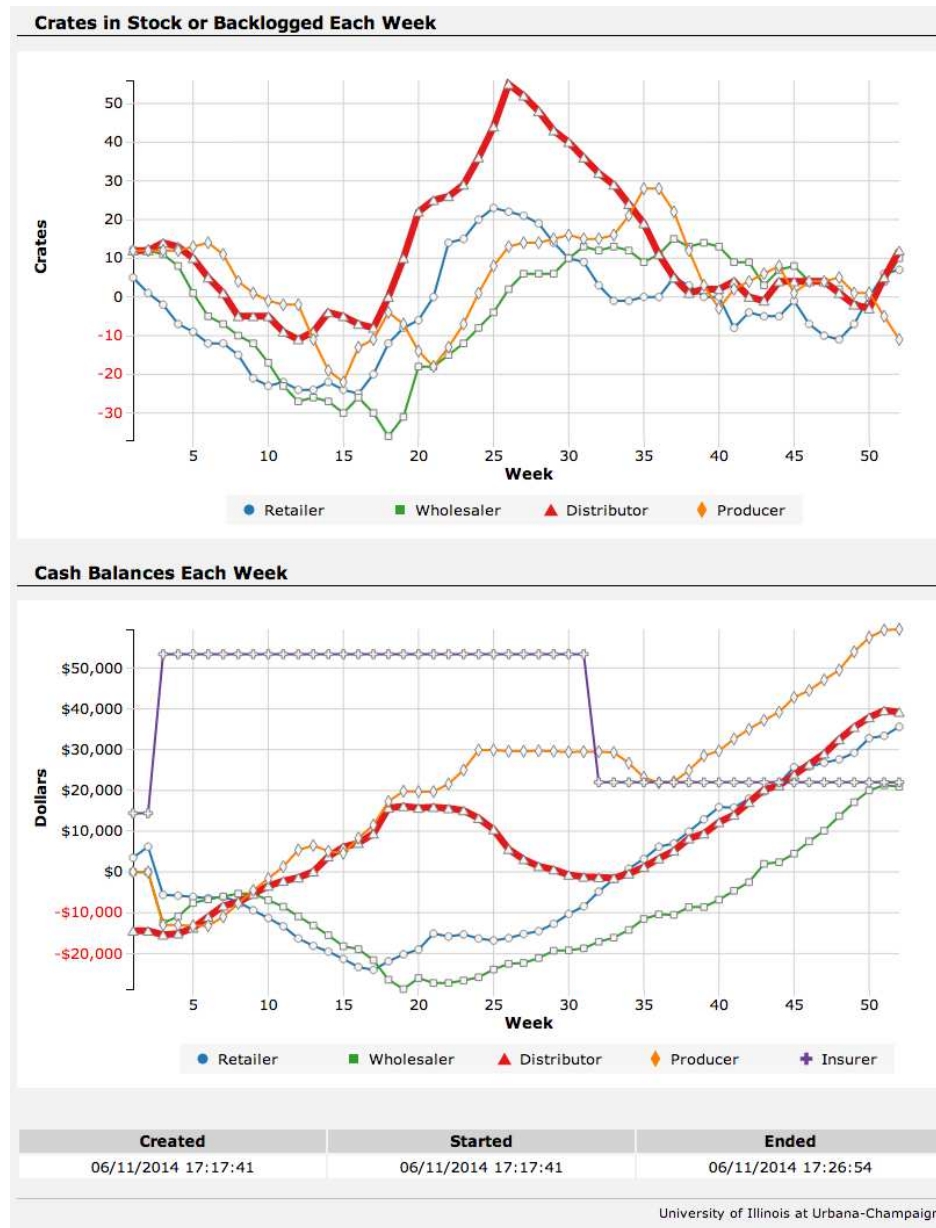 Crates in Stock or Backlogged Each Week
50
40
30
20
10
0
-10
-20
-30
Crates
5 10 15 20 25 30 35 40 45 50
Week
Retailer Wholesaler Distributor Producer
Cash Balances Each Week
$50,000
$40,000
$30,000
$20,000
$10,000
$0
-$10,000
-$20,000
Dollars
5 10 15 20 25 30 35 40 45 50
Week
Retailer Wholesaler Distributor Producer Insurer
Created Started Ended
06/11/2014 17:17:41 06/11/2014 17:17:41 06/11/2014 17:26:54
University of Illinois at Urbana-Champaign